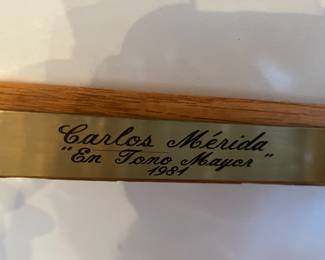 Carlos Mérida
"En Tono Mayor"
1981